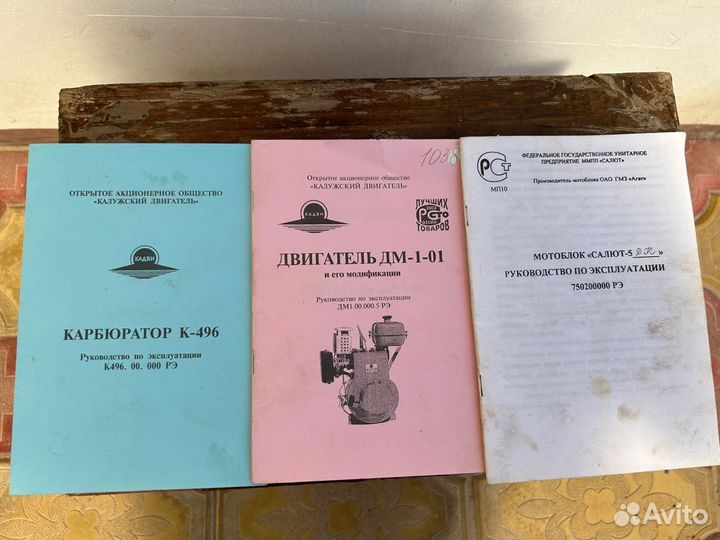 ОТКРЫТОЕ АКЦИОНЕРНОЕ ОБЩЕСТВО
«КАЛУЖСКИЙ ДВИГАТЕЛЬ»
КАДВИ
КАРБЮРАТОР К-496
Руководство по эксплуатации
К496. 00. 000 РЭ
1036
Открытое акционерное общество
«КАЛУЖСКИЙ ДВИГАТЕЛЬ»
КАДВИ
ЛУЧШИХ
ТОВАРОВ
ДВИГАТЕЛЬ ДМ-1-01
и его модификации
Руководство по эксплуатации
ДМ1.00.000.5 РЭ
РСТ
МП10
ФЕДЕРАЛЬНОЕ ГОСУДАРСТВЕННОЕ УНИТАРНОЕ
ПРЕДПРИЯТИЕ ММПП «САЛЮТ»
Производитель мотоблока ОАО ГМЗ «Агат»
МОТОБЛОК «САЛЮТ-5 ДК »
РУКОВОДСТВО ПО ЭКСПЛУАТАЦИИ
750200000 РЭ
Avito